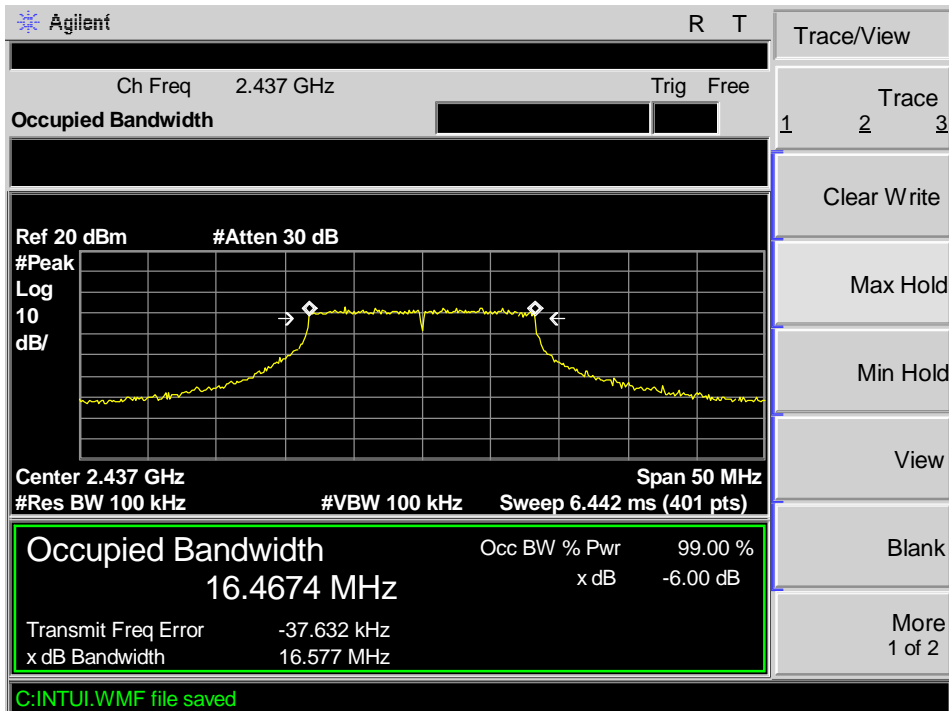 Agilent R T
Ch Freq 2.437 GHz Trig Free
Occupied Bandwidth
Ref 20 dBm #Atten 30 dB
#Peak
Log
10
dB/
Center 2.437 GHz Span 50 MHz
#Res BW 100 kHz #VBW 100 kHz Sweep 6.442 ms (401 pts)
Occupied Bandwidth Occ BW % Pwr 99.00 %
16.4674 MHz x dB -6.00 dB
Transmit Freq Error -37.632 kHz
x dB Bandwidth 16.577 MHz
C:INTUI.WMF file saved
Trace/View
Trace
1 2 3
Clear Write
Max Hold
Min Hold
View
Blank
More
1 of 2